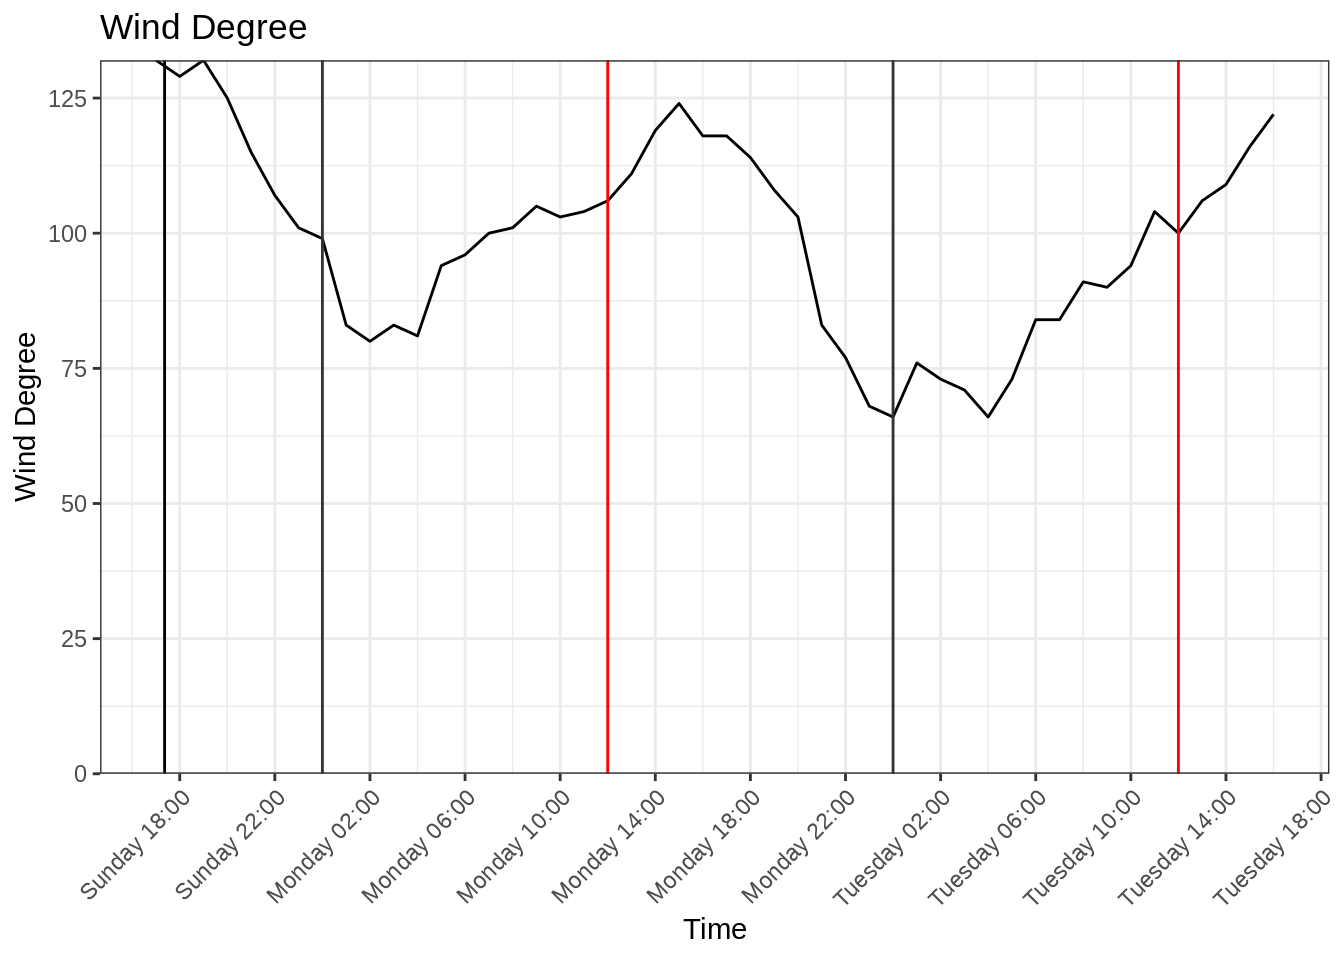 Wind Degree
125
100
75
50
25
0
Wind Degree
Sunday 18:00
Sunday 22:00
Monday 02:00
Monday 06:00
Monday 10:00
Monday 14:00
Monday 18:00
Monday 22:00
Tuesday 02:00
Tuesday 06:00
Tuesday 10:00
Tuesday 14:00
Tuesday 18:00
Time